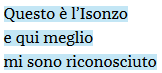 Questo è l'Isonzo
e qui meglio
mi sono riconosciuto